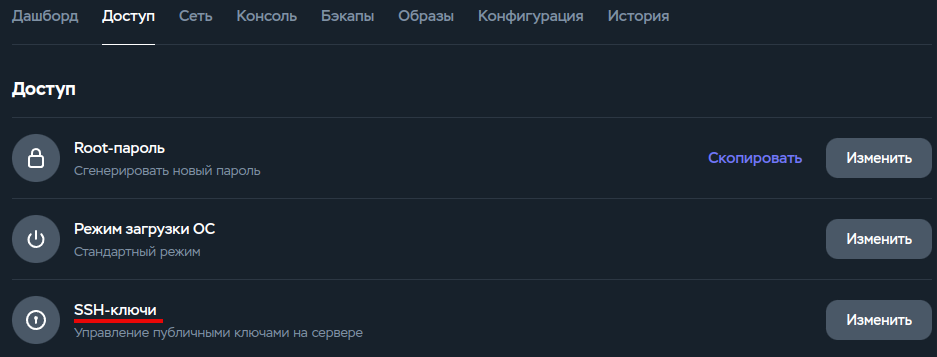 Дашборд Доступ Сеть Консоль Бэкапы Образы Конфигурация История
Доступ
Root-пароль
Сгенерировать новый пароль
Скопировать
Изменить
Режим загрузки ОС
Стандартный режим
Изменить
SSH-ключи
Управление публичными ключами на сервере
Изменить